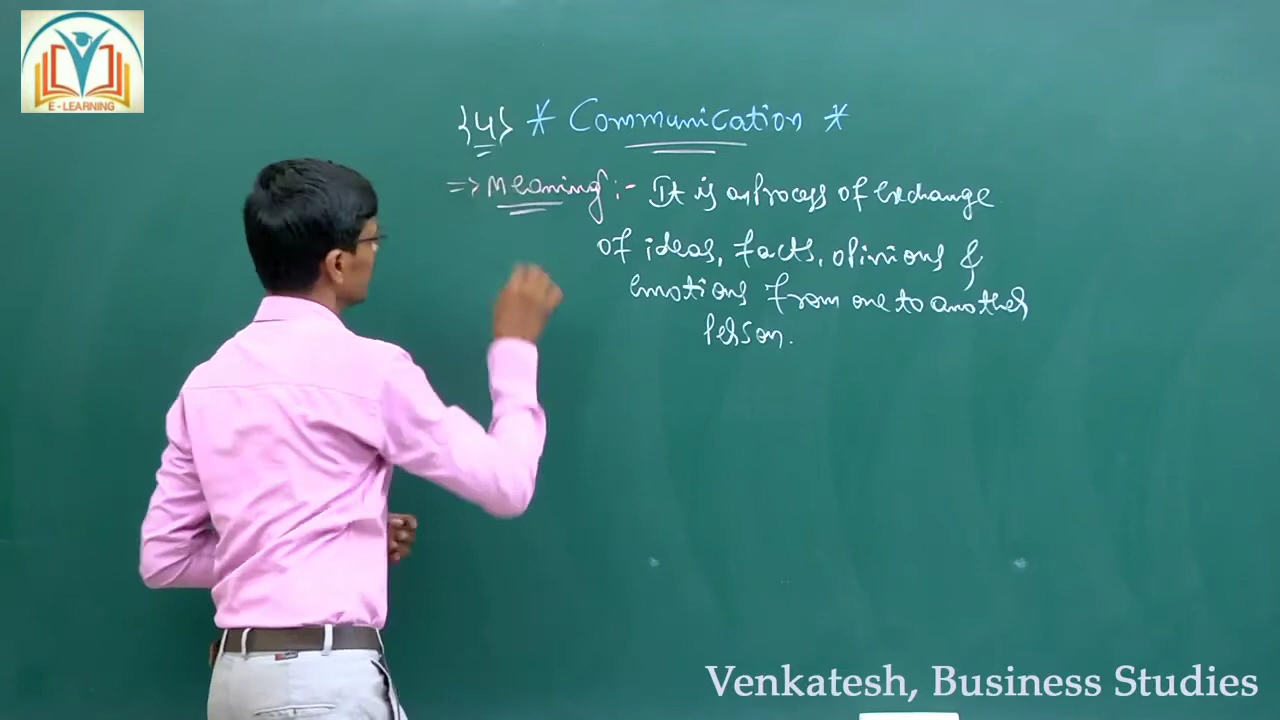 E-LEARNING
{4} * Communication *
=> Meaning :- It is a Process of exchange
of ideas, facts, opinions &
emotions from one to another
Person.
Venkatesh, Business Studies